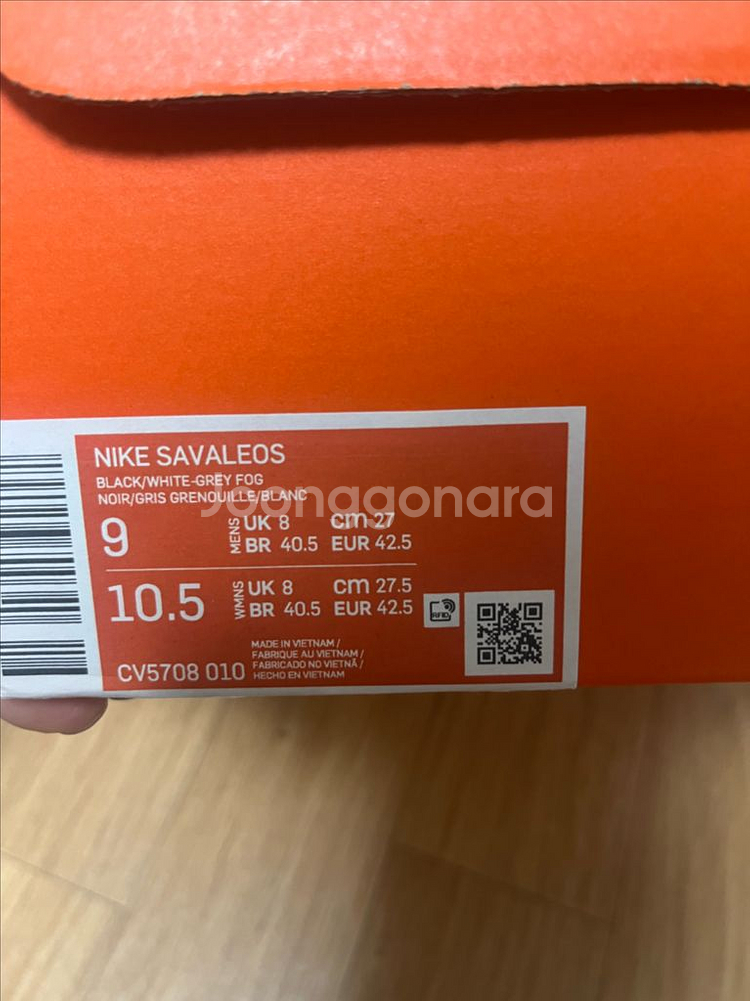 NIKE SAVALEOS
BLACK/WHITE-GREY FOG
NOIR/GRIS GRENOUILLE/BLANC
Joonggonara
9 MENS UK 8 cm 27
BR 40.5 EUR 42.5
10.5 WMNS UK 8 cm 27.5
BR 40.5 EUR 42.5
RFID
CV5708 010
MADE IN VIETNAM /
FABRIQUE AU VIETNAM /
FABRICADO NO VIETNÃ /
HECHO EN VIETNAM